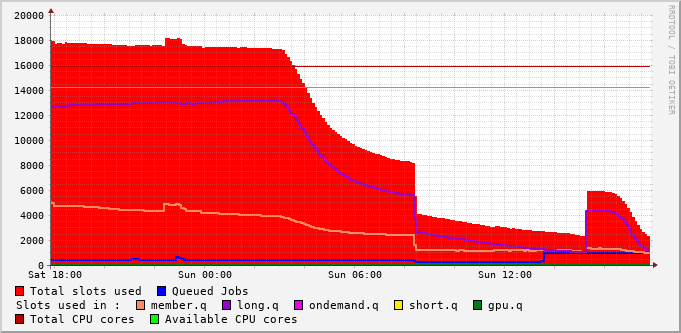 20000
18000
16000
14000
12000
10000
8000
6000
4000
2000
0
Sat 18:00 Sun 00:00 Sun 06:00 Sun 12:00
RRDTOOL / TOBI OETIKER
Total slots used Queued Jobs
Slots used in : member.q long.q ondemand.q short.q gpu.q
Total CPU cores Available CPU cores